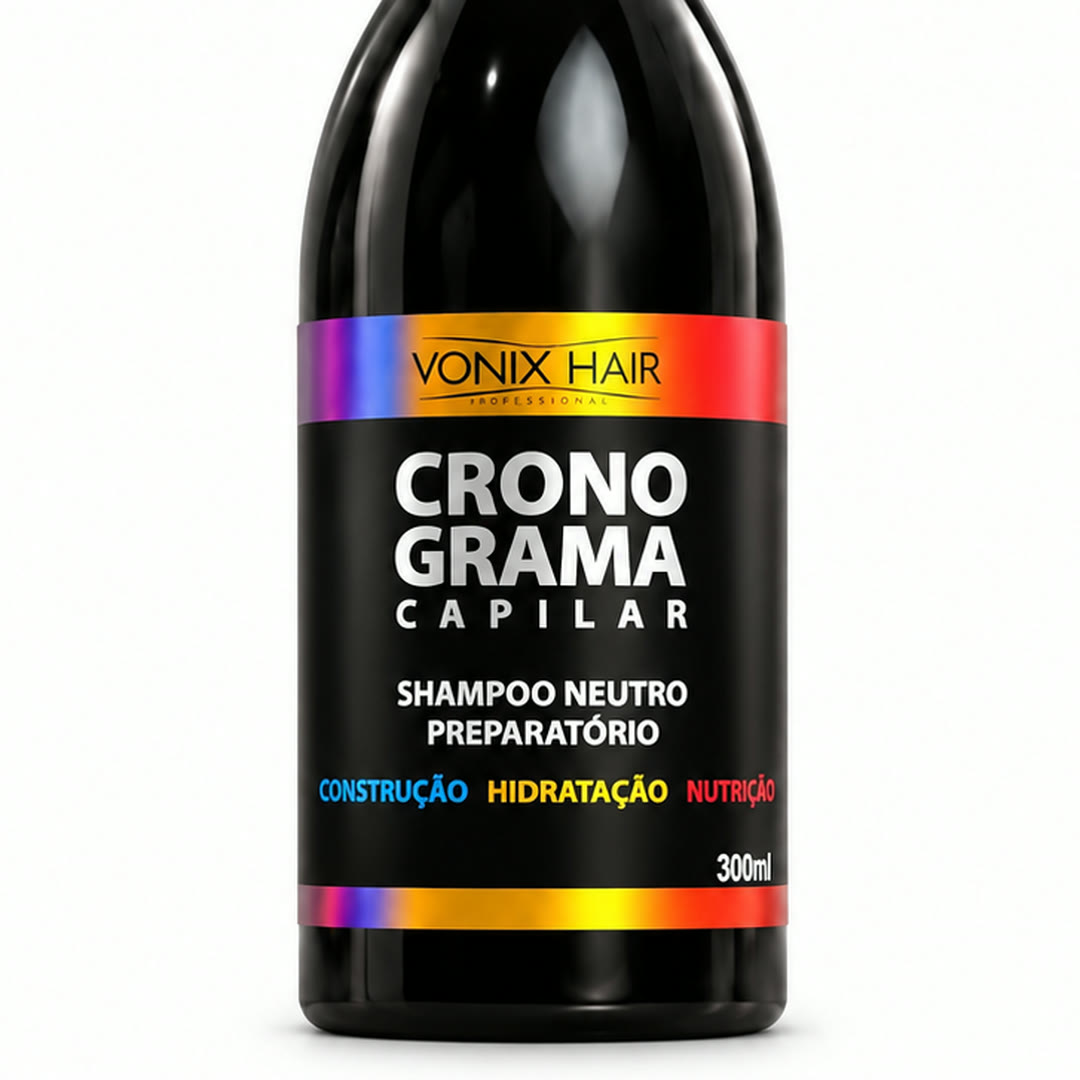 VONIX HAIR
PROFESSIONAL
CRONO
GRAMA
CAPILAR
SHAMPOO NEUTRO
PREPARATÓRIO
CONSTRUÇÃO HIDRATAÇÃO NUTRIÇÃO
300ml